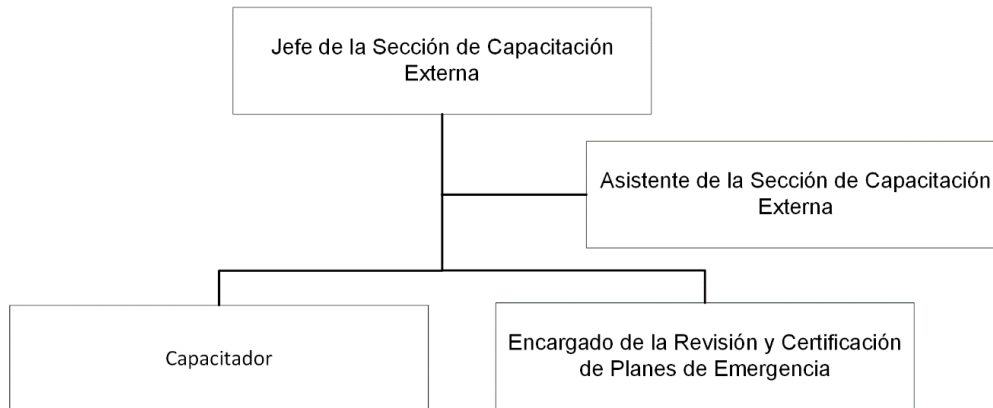 Jefe de la Sección de Capacitación
Externa
Asistente de la Sección de Capacitación
Externa
Capacitador
Encargado de la Revisión y Certificación
de Planes de Emergencia